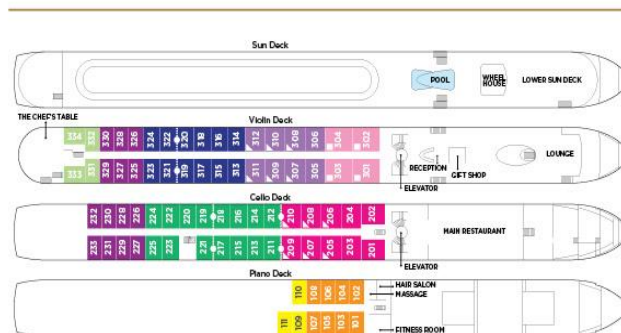 Sun Deck
POOL
WHEEL HOUSE
LOWER SUN DECK
THE CHEF'S TABLE
Violin Deck
334 332 330 328 326 324 322 320 318 316 314 312 310 308 306 304 302
333 331 329 327 325 323 321 319 317 315 313 311 309 307 305 303 301
RECEPTION
GIFT SHOP
LOUNGE
ELEVATOR
Cello Deck
232 230 228 226 224 222 220 219 218 216 214 212 210 208 206 204 202
233 231 229 227 225 223 221 217 215 213 211 209 207 205 203 201
MAIN RESTAURANT
ELEVATOR
Piano Deck
110 108 106 104 102
HAIR SALON
MASSAGE
111 109 107 105 103 101
FITNESS ROOM